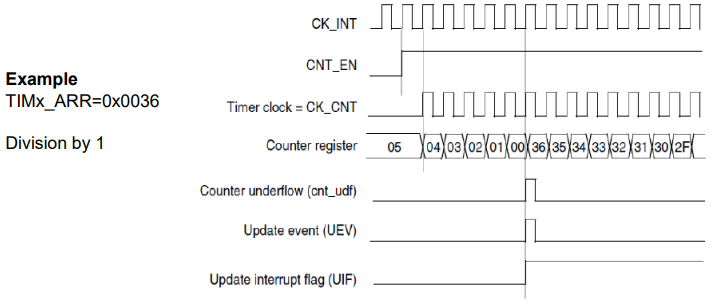 CK_INT
CNT_EN
Example
TIMx_ARR=0x0036
Timer clock = CK_CNT
Division by 1
Counter register 05 04 03 02 01 00 36 35 34 33 32 31 30 2F
Counter underflow (cnt_udf)
Update event (UEV)
Update interrupt flag (UIF)